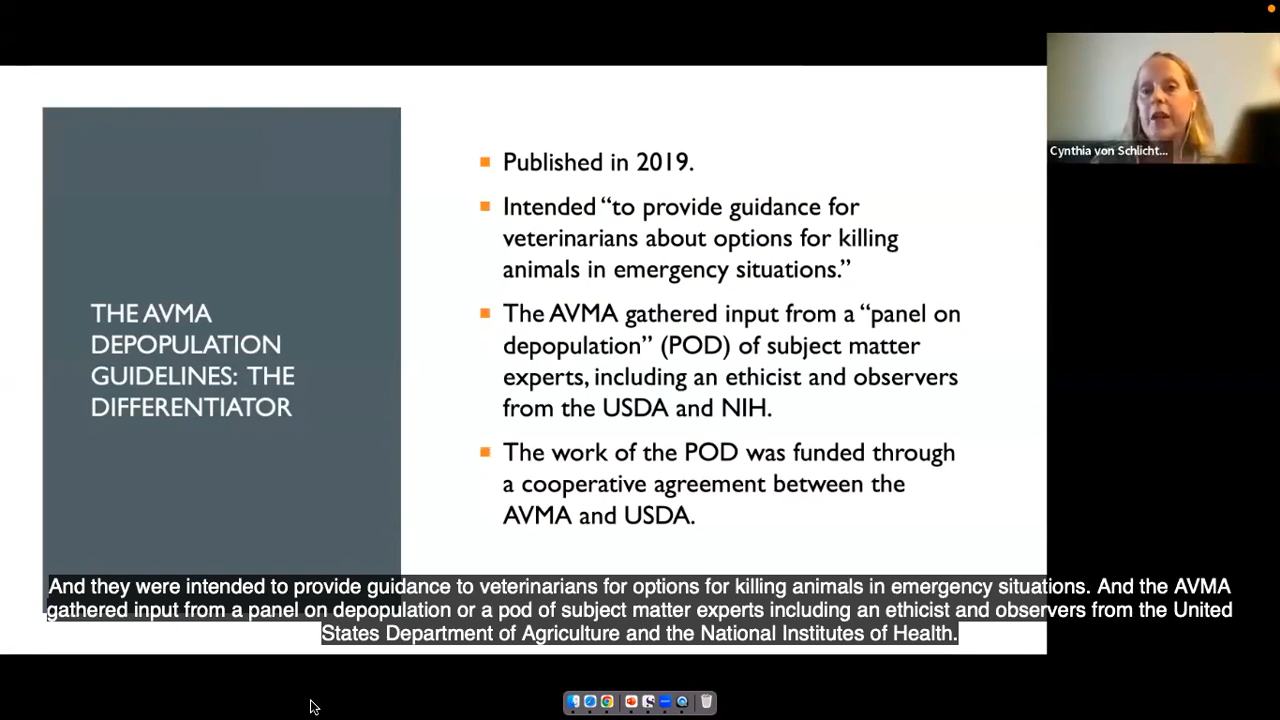 THE AVMA
DEPOPULATION
GUIDELINES: THE
DIFFERENTIATOR
Published in 2019.
Intended “to provide guidance for
veterinarians about options for killing
animals in emergency situations.”
The AVMA gathered input from a “panel on
depopulation” (POD) of subject matter
experts, including an ethicist and observers
from the USDA and NIH.
The work of the POD was funded through
a cooperative agreement between the
AVMA and USDA.
Cynthia von Schlicht...
And they were intended to provide guidance to veterinarians for options for killing animals in emergency situations. And the AVMA
gathered input from a panel on depopulation or a pod of subject matter experts including an ethicist and observers from the United
States Department of Agriculture and the National Institutes of Health.